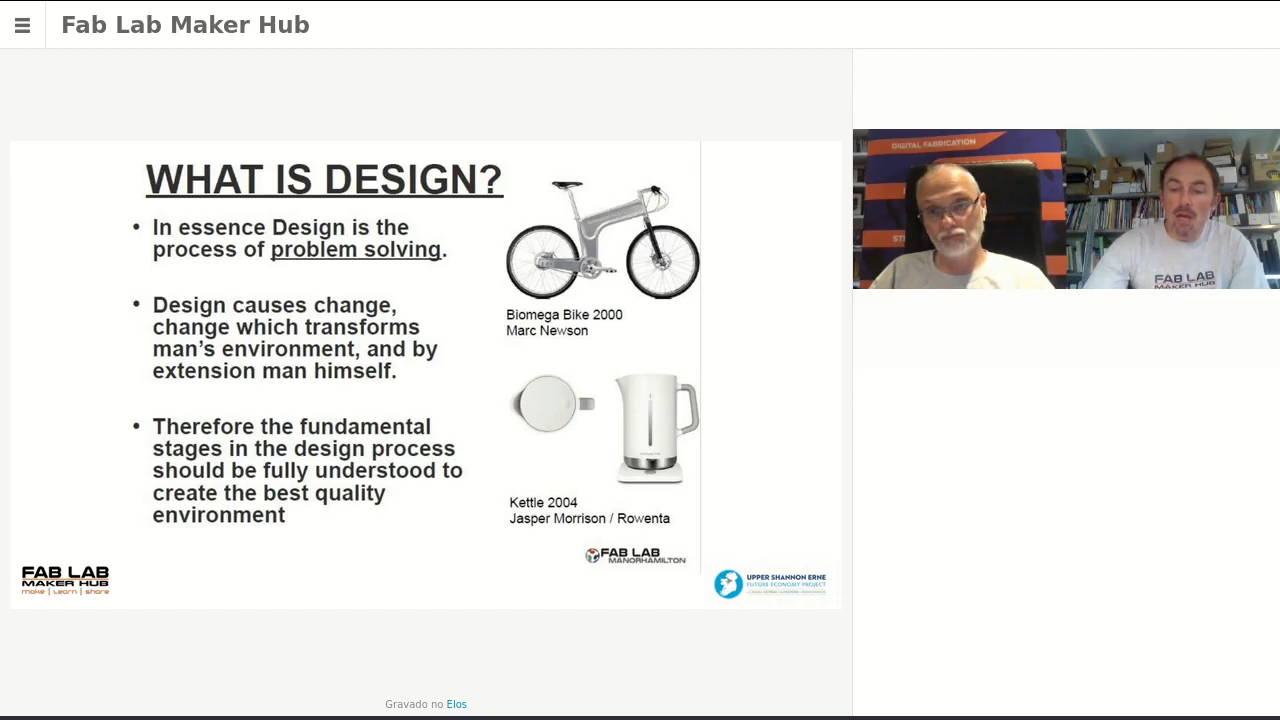 Fab Lab Maker Hub
WHAT IS DESIGN?
• In essence Design is the
process of problem solving.
• Design causes change,
change which transforms
man’s environment, and by
extension man himself.
• Therefore the fundamental
stages in the design process
should be fully understood to
create the best quality
environment
Biomega Bike 2000
Marc Newson
Kettle 2004
Jasper Morrison / Rowenta
FAB LAB
MANORHAMILTON
FAB LAB
MAKER HUB
make | Learn | share
UPPER SHANNON ERNE
FUTURE ECONOMY PROJECT
DIGITAL FABRICATION
FAB LAB
MAKER HUB
Gravado no Elos